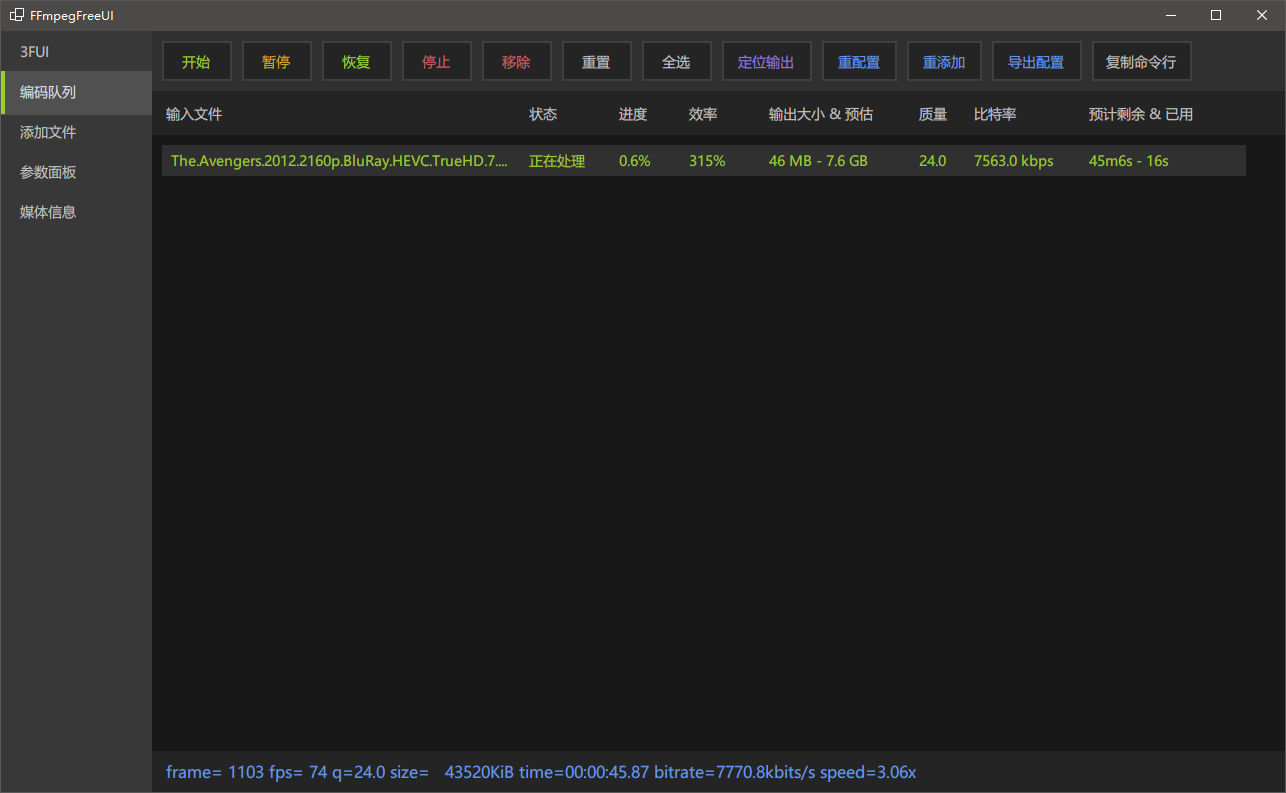 FFmpegFreeUI
3FUI
编码队列
添加文件
参数面板
媒体信息
开始 暂停 恢复 停止 移除 重置 全选 定位输出 重配置 重添加 导出配置 复制命令行
输入文件 状态 进度 效率 输出大小 & 预估 质量 比特率 预计剩余 & 已用
The.Avengers.2012.2160p.BluRay.HEVC.TrueHD.7.... 正在处理 0.6% 315% 46 MB - 7.6 GB 24.0 7563.0 kbps 45m6s - 16s
frame= 1103 fps= 74 q=24.0 size= 43520KiB time=00:00:45.87 bitrate=7770.8kbits/s speed=3.06x